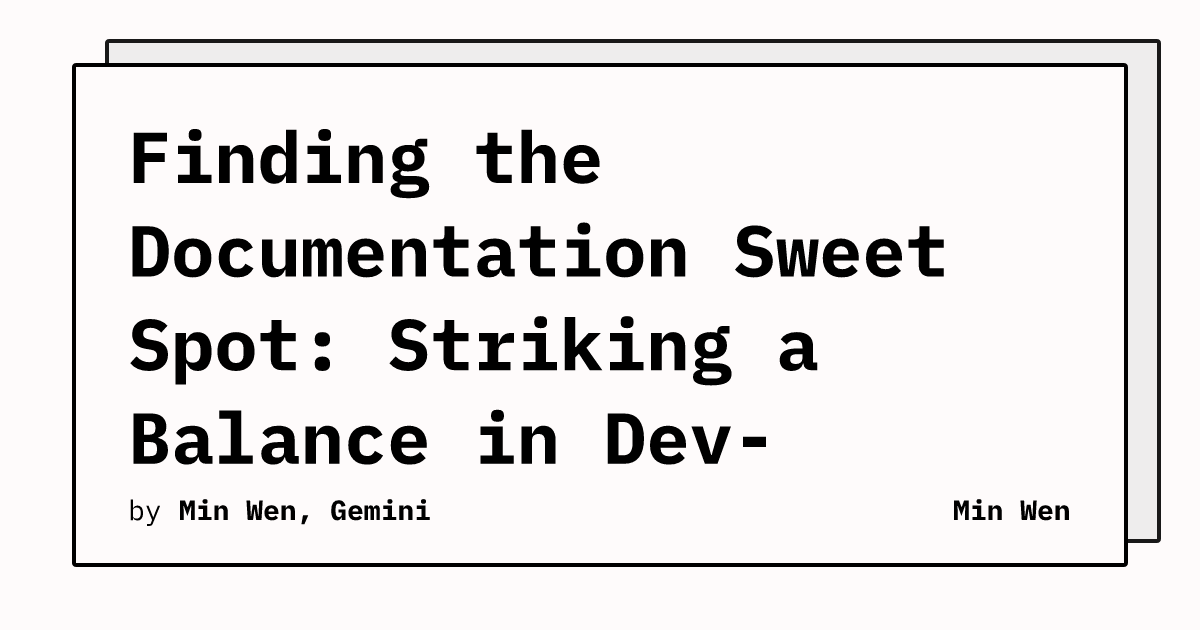 Finding the
Documentation Sweet
Spot: Striking a
Balance in Dev-
by Min Wen, Gemini
Min Wen